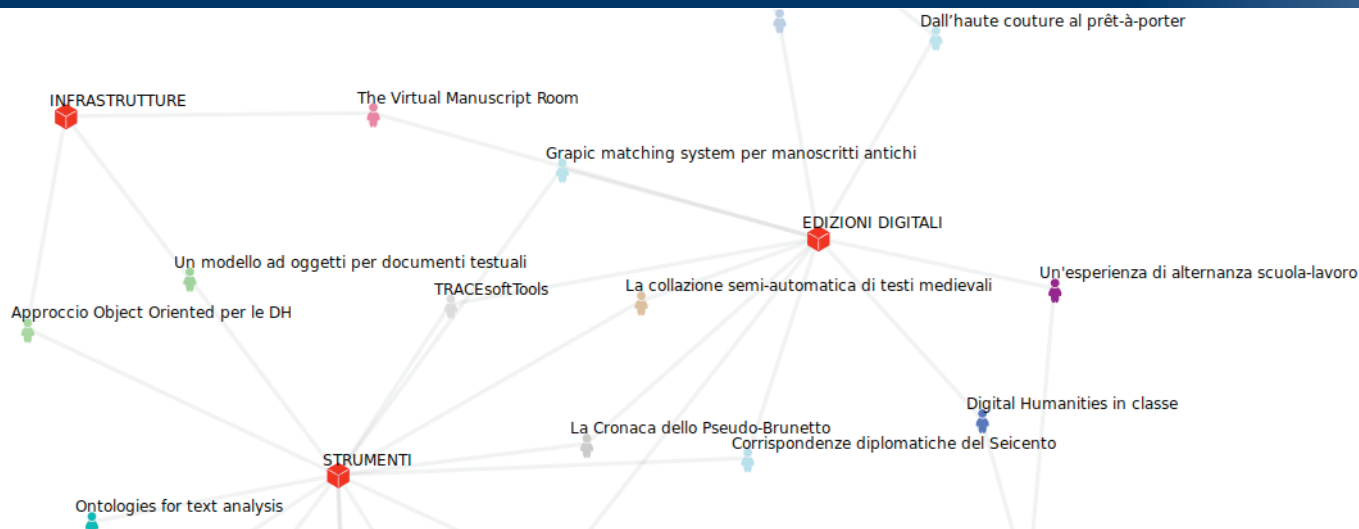 Dall’haute couture al prêt-à-porter
INFRASTRUTTURE
The Virtual Manuscript Room
Grapic matching system per manoscritti antichi
EDIZIONI DIGITALI
Un modello ad oggetti per documenti testuali
Un'esperienza di alternanza scuola-lavoro
La collazione semi-automatica di testi medievali
TRACEsoftTools
Approccio Object Oriented per le DH
Digital Humanities in classe
La Cronaca dello Pseudo-Brunetto
Corrispondenze diplomatiche del Seicento
STRUMENTI
Ontologies for text analysis